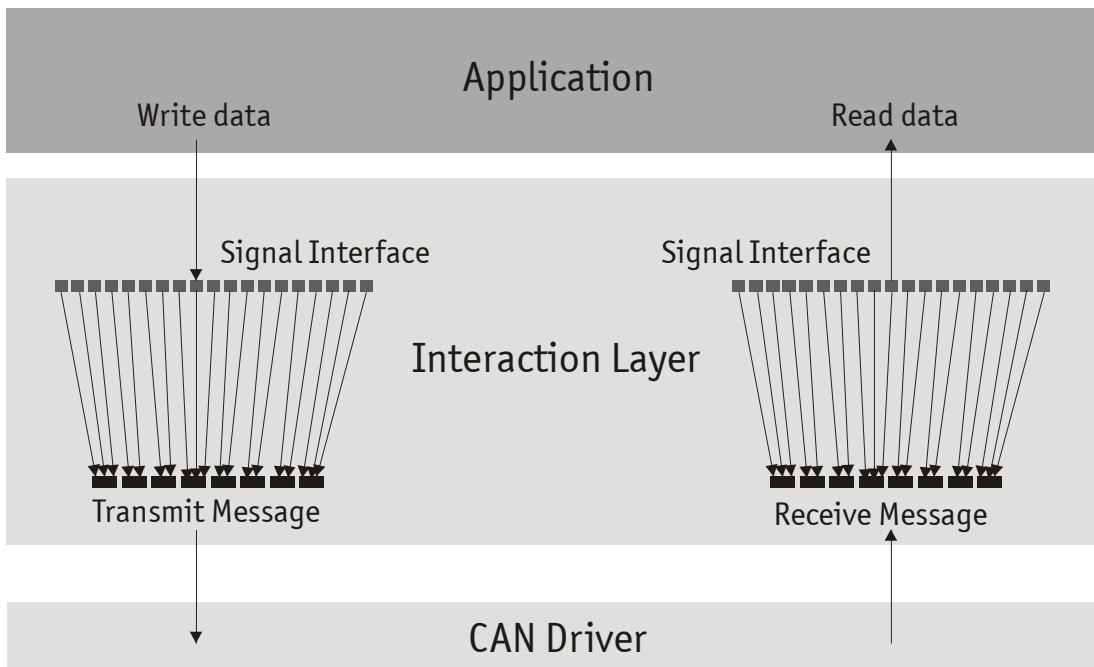 Application
Write data
Read data
Signal Interface
Signal Interface
Interaction Layer
Transmit Message
Receive Message
CAN Driver